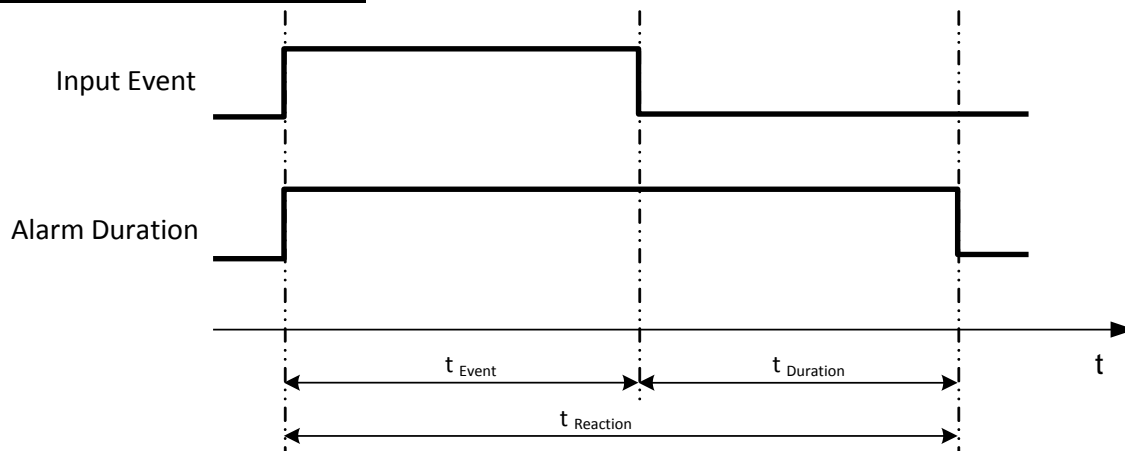 Input Event
Alarm Duration
t
t Event
t Duration
t Reaction